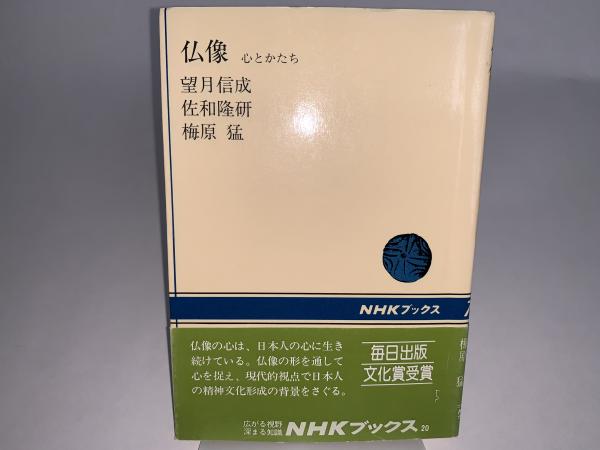 仏像 心とかたち
望月信成
佐和隆研
梅原 猛
NHKブックス
仏像の心は、日本人の心に生き
続けている。仏像の形を通して
心を捉え、現代的視点で日本人
の精神文化形成の背景をさぐる。
毎日出版
文化賞受賞
広がる視野
深まる知識
NHKブックス20
梅原 猛